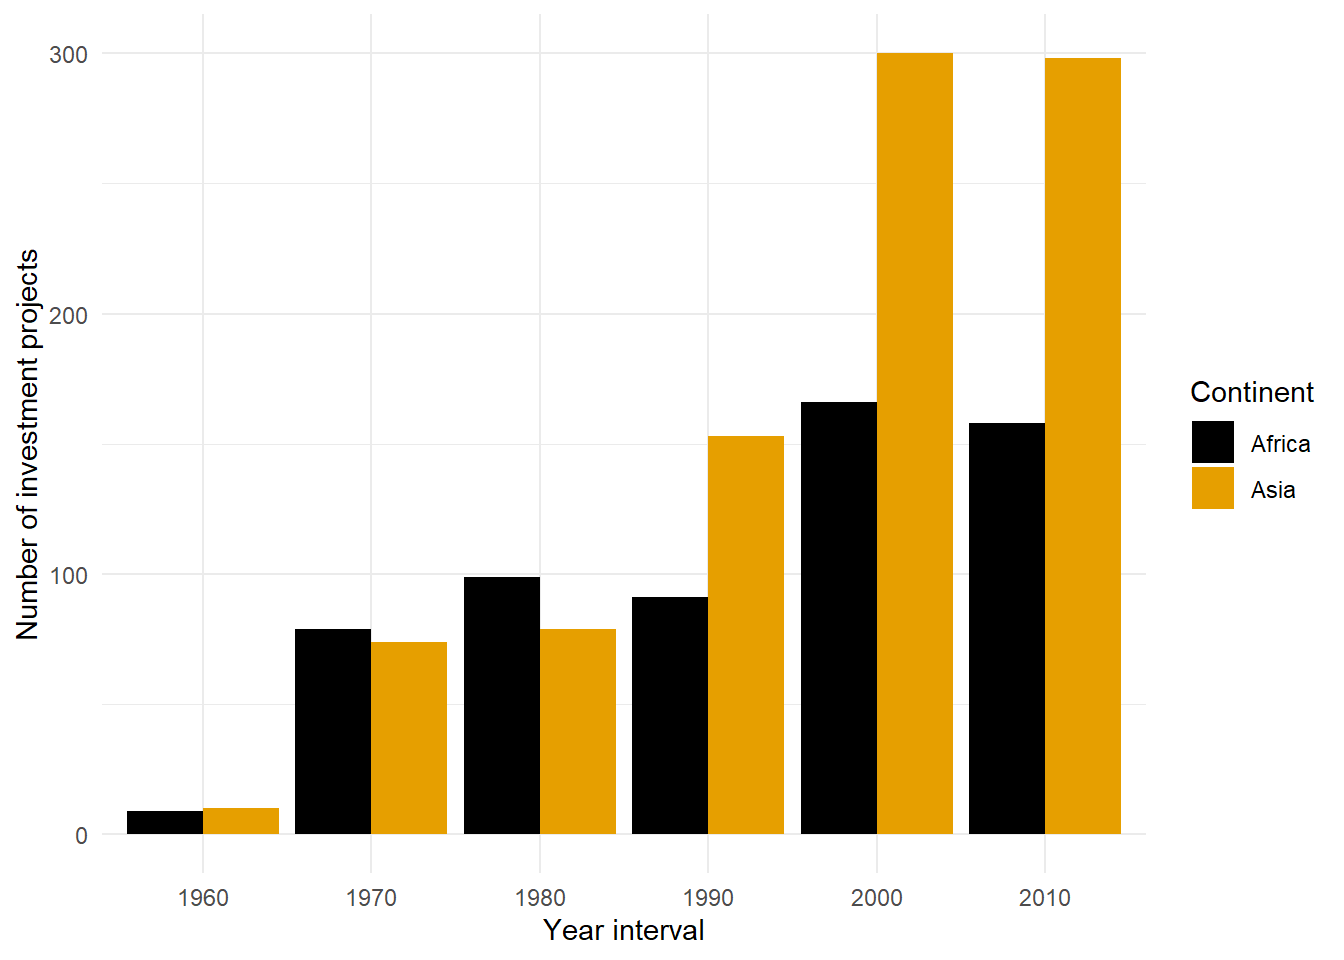 300
200
100
0
Number of investment projects
1960 1970 1980 1990 2000 2010
Year interval
Continent
Africa
Asia